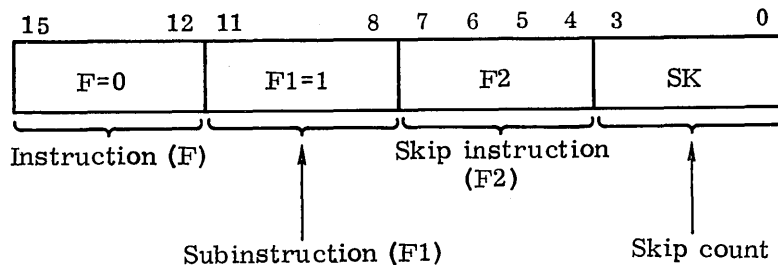 15 12 11 8 7 6 5 4 3 0
F=0 F1=1 F2 SK
Instruction (F) Skip instruction
(F2)
Subinstruction (F1) Skip count